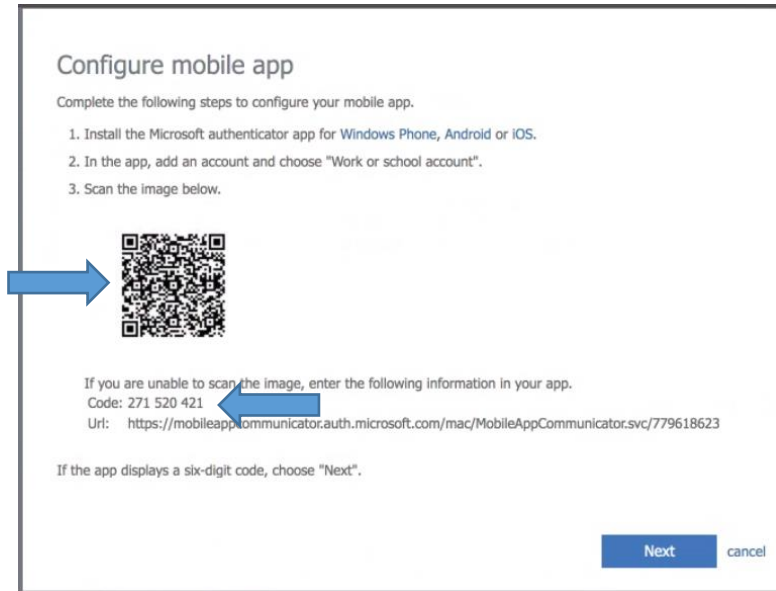 Configure mobile app
Complete the following steps to configure your mobile app.
1. Install the Microsoft authenticator app for Windows Phone, Android or iOS.
2. In the app, add an account and choose "Work or school account".
3. Scan the image below.
If you are unable to scan the image, enter the following information in your app.
Code: 271 520 421
Url: https://mobileappcommunicator.auth.microsoft.com/mac/MobileAppCommunicator.svc/779618623
If the app displays a six-digit code, choose "Next".
Next cancel